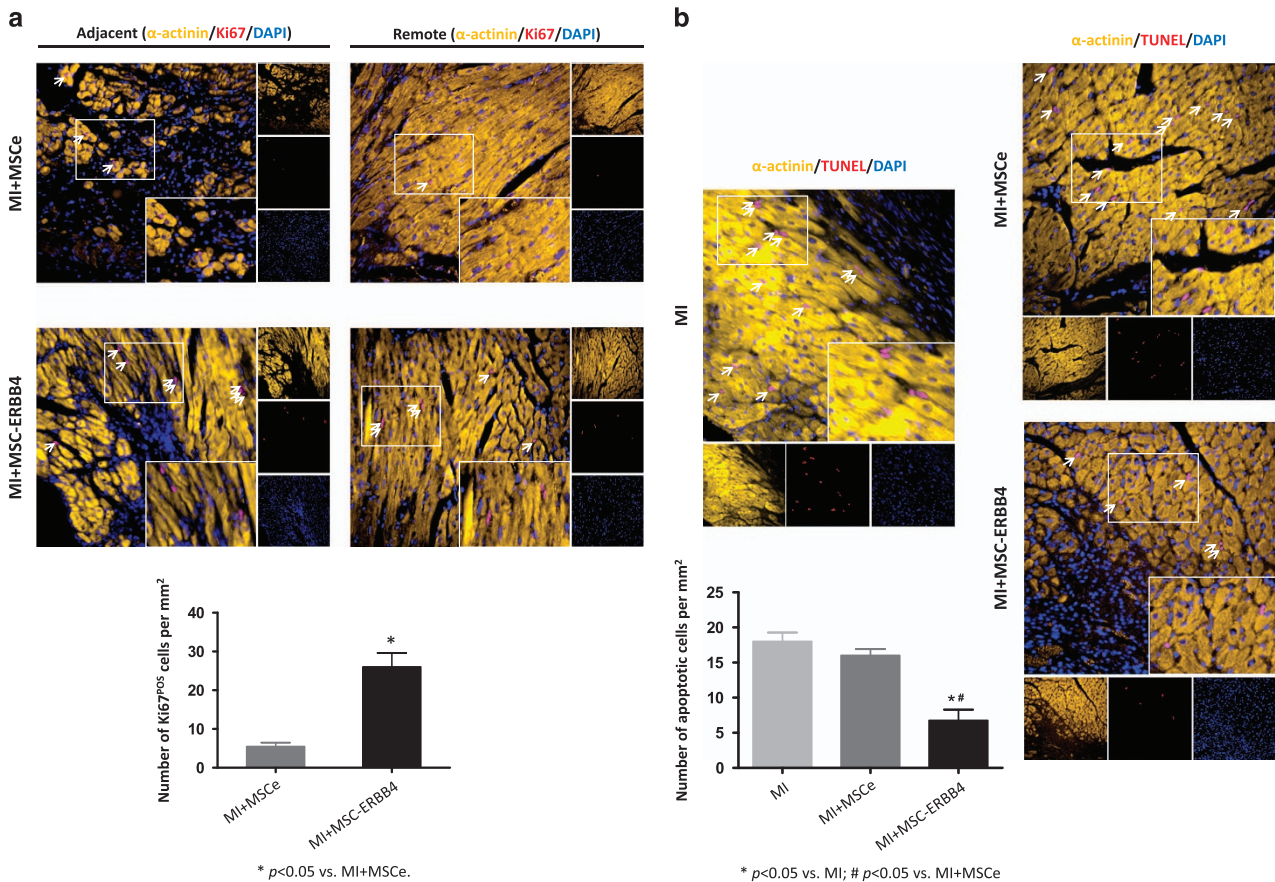 a
Adjacent (α-actinin/Ki67/DAPI)
Remote (α-actinin/Ki67/DAPI)
MI+MSCe
MI+MSC-ERBB4
Number of Ki67POS cells per mm2
40
30
20
10
0
*
MI+MSCe
MI+MSC-ERBB4
* p<0.05 vs. MI+MSCe.
b
α-actinin/TUNEL/DAPI
MI
α-actinin/TUNEL/DAPI
MI+MSCe
MI+MSC-ERBB4
Number of apoptotic cells per mm2
25
20
15
10
5
0
*#
MI
MI+MSCe
MI+MSC-ERBB4
* p<0.05 vs. MI; # p<0.05 vs. MI+MSCe